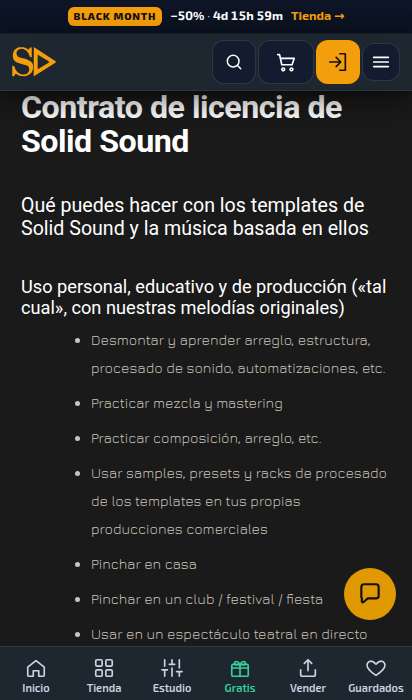 BLACK MONTH −50% · 4d 15h 59m Tienda →
S
Contrato de licencia de
Solid Sound
Qué puedes hacer con los templates de
Solid Sound y la música basada en ellos
Uso personal, educativo y de producción («tal
cual», con nuestras melodías originales)
Desmontar y aprender arreglo, estructura,
procesado de sonido, automatizaciones, etc.
Practicar mezcla y mastering
Practicar composición, arreglo, etc.
Usar samples, presets y racks de procesado
de los templates en tus propias
producciones comerciales
Pinchar en casa
Pinchar en un club / festival / fiesta
Usar en un espectáculo teatral en directo
Inicio Tienda Estudio Gratis Vender Guardados